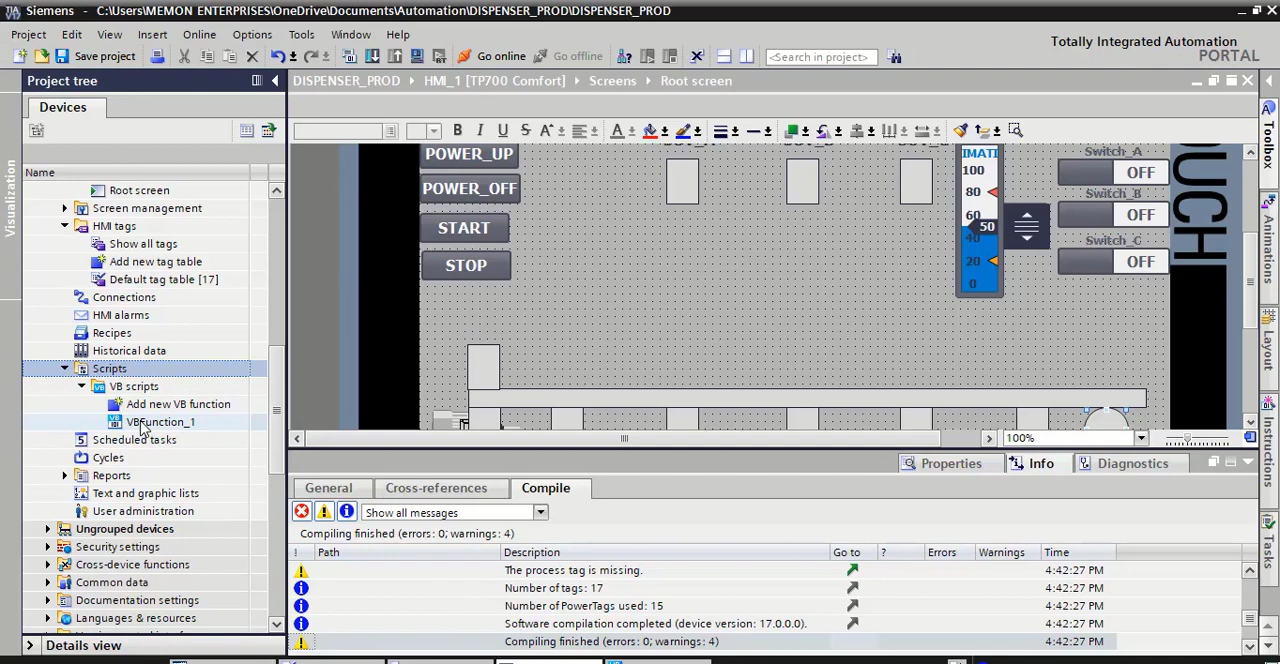 Siemens - C:\Users\MEMON ENTERPRISES\OneDrive\Documents\Automation\DISPENSER_PROD\DISPENSER_PROD
Project Edit View Insert Online Options Tools Window Help
Totally Integrated Automation
PORTAL
Save project
Go online
Go offline
<Search in project>
Project tree
DISPENSER_PROD
HMI_1 [TP700 Comfort]
Screens
Root screen
Devices
Visualization
Name
Root screen
Screen management
HMI tags
Show all tags
Add new tag table
Default tag table [17]
Connections
HMI alarms
Recipes
Historical data
Scripts
VB scripts
Add new VB function
VBFunction_1
Scheduled tasks
Cycles
Reports
Text and graphic lists
User administration
Ungrouped devices
Security settings
Cross-device functions
Common data
Documentation settings
Languages & resources
Details view
B I U S A
POWER_UP
POWER_OFF
START
STOP
IMATI
100
80
60
50
40
20
0
Switch_A
OFF
Switch_B
OFF
Switch_C
OFF
OUCH
100%
Properties
Info
Diagnostics
General
Cross-references
Compile
Show all messages
Compiling finished (errors: 0; warnings: 4)
! Path Description Go to ? Errors Warnings Time
The process tag is missing. 4:42:27 PM
Number of tags: 17 4:42:27 PM
Number of PowerTags used: 15 4:42:27 PM
Software compilation completed (device version: 17.0.0.0). 4:42:27 PM
Compiling finished (errors: 0; warnings: 4) 4:42:27 PM
Toolbox
Animations
Layout
Instructions
Tasks